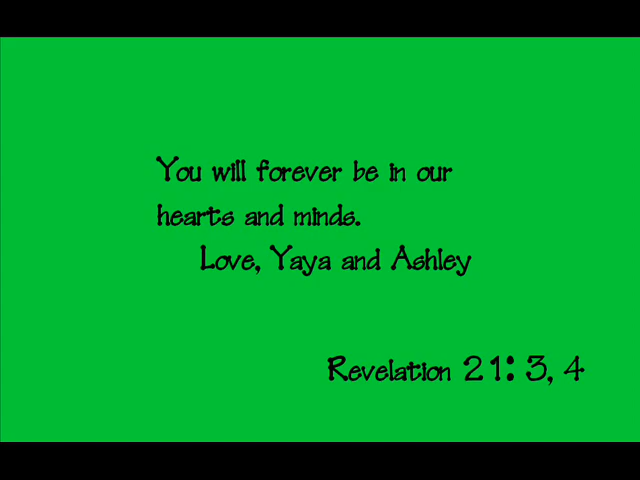 You will forever be in our
hearts and minds.
Love, Yaya and Ashley
Revelation 21: 3, 4